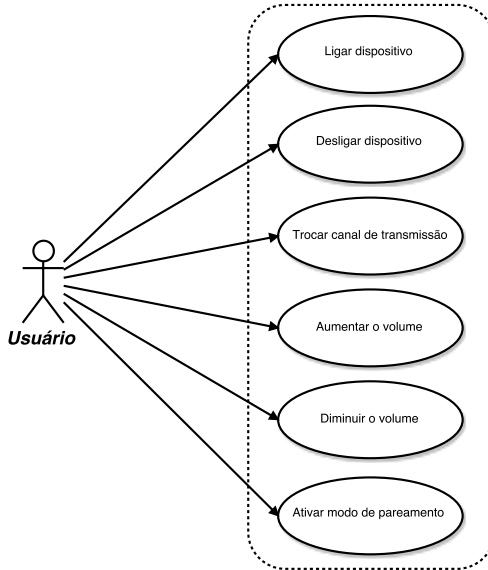 Ligar dispositivo
Desligar dispositivo
Trocar canal de transmissão
Aumentar o volume
Usuário
Diminuir o volume
Ativar modo de pareamento